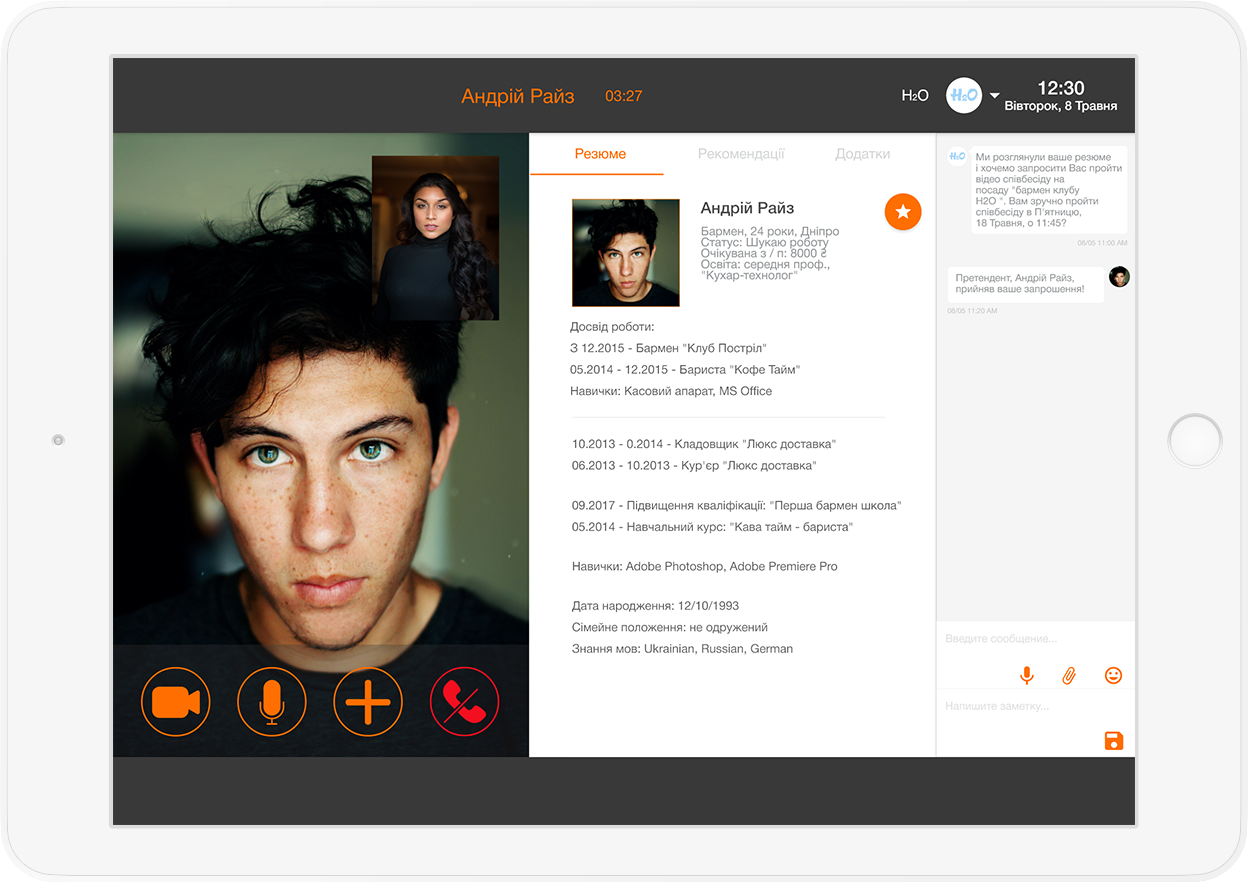 Андрій Райз
03:27
H₂O
H₂O
12:30
Вівторок, 8 Травня
Резюме
Рекомендації
Додатки
Андрій Райз
Бармен, 24 роки, Дніпро
Статус: Шукаю роботу
Очікувана з / п: 8000 ₴
Освіта: середня проф.,
"Кухар-технолог"
Досвід роботи:
З 12.2015 - Бармен "Клуб Постріл"
05.2014 - 12.2015 - Бариста "Кофе Тайм"
Навички: Касовий апарат, MS Office
10.2013 - 0.2014 - Кладовщик "Люкс доставка"
06.2013 - 10.2013 - Кур'єр "Люкс доставка"
09.2017 - Підвищення кваліфікації: "Перша бармен школа"
05.2014 - Навчальний курс: "Кава тайм - бариста"
Навички: Adobe Photoshop, Adobe Premiere Pro
Дата народження: 12/10/1993
Сімейне положення: не одружений
Знання мов: Ukrainian, Russian, German
H₂O
Ми розглянули ваше резюме
і хочемо запросити Вас пройти
відео співбесіду на
посаду "бармен клубу
H2O ". Вам зручно пройти
співбесіду в П'ятницю,
18 Травня, о 11:45?
08/05 11:00 AM
Претендент, Андрій Райз,
прийняв ваше запрошення!
08/05 11:20 AM
Введите сообщение...
Напишите заметку...